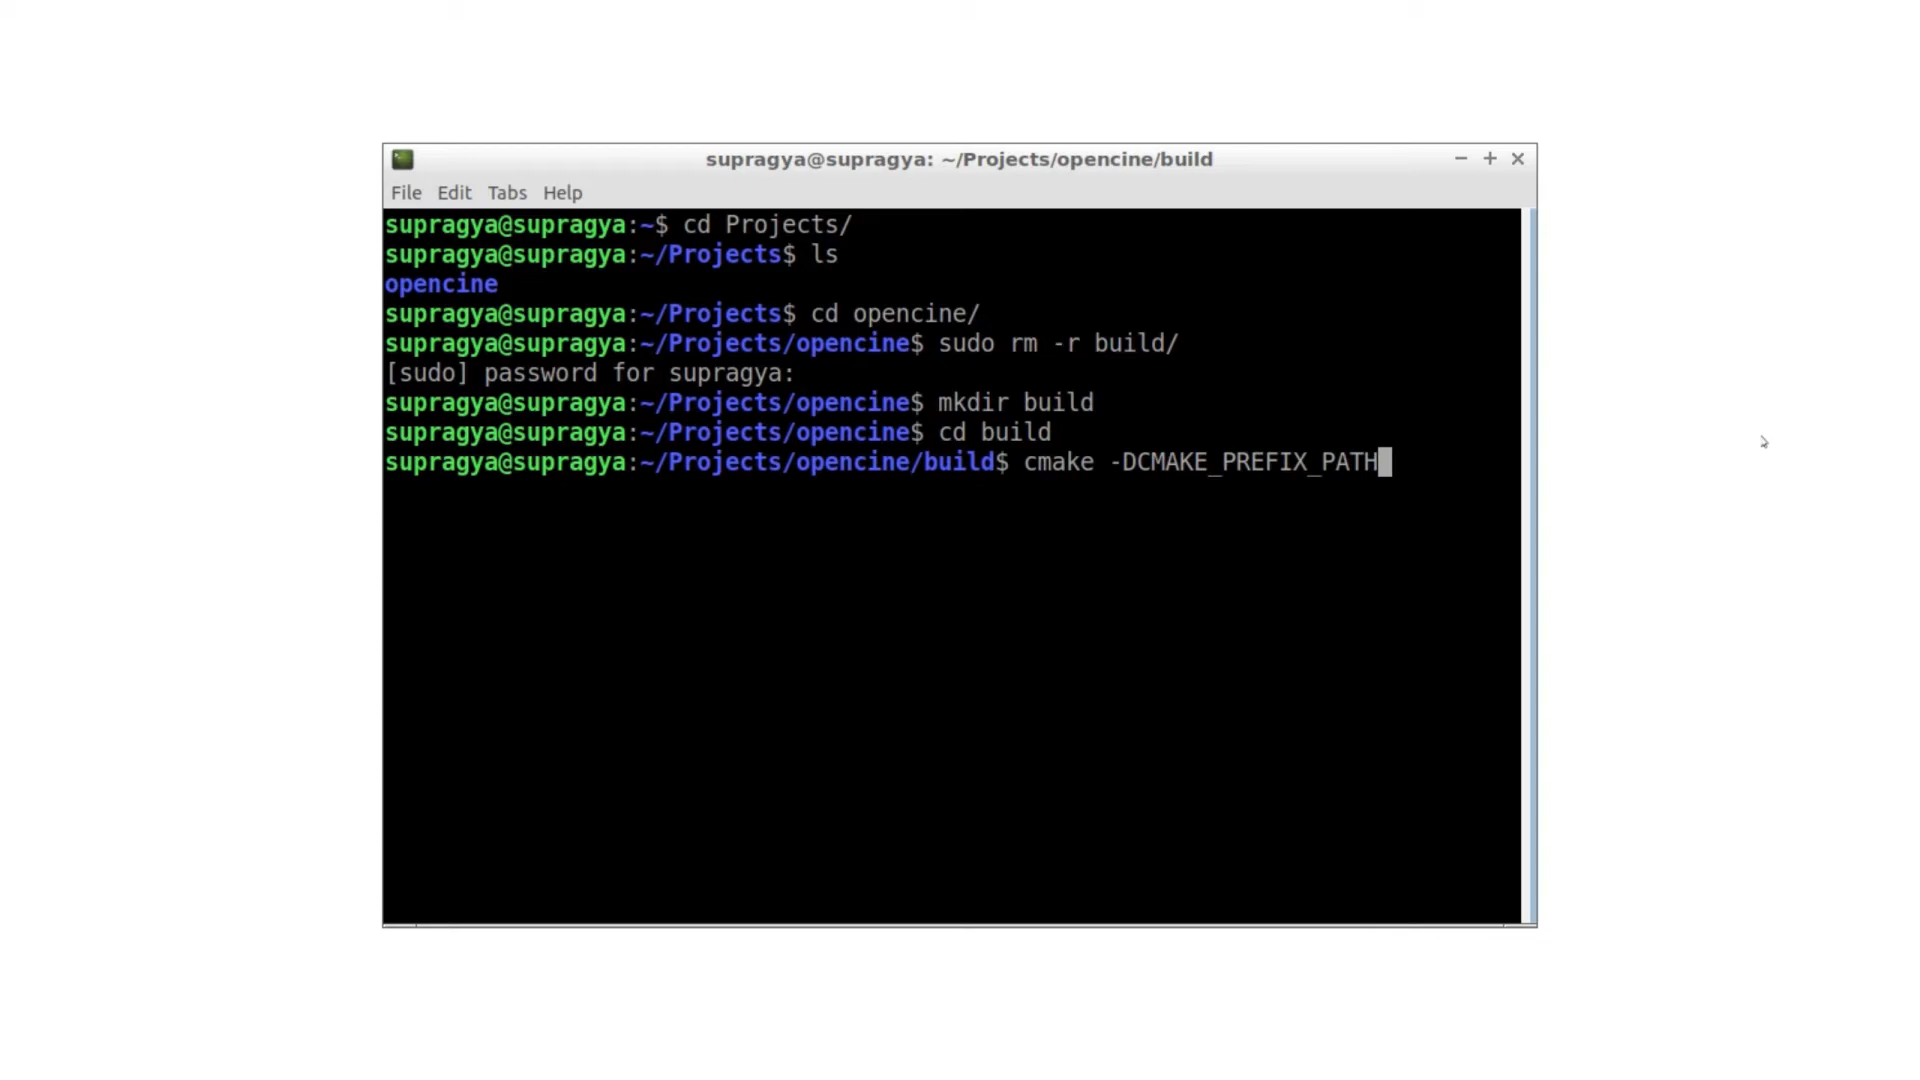 supragya@supragya: ~/Projects/opencine/build
File Edit Tabs Help
supragya@supragya:~$ cd Projects/
supragya@supragya:~/Projects$ ls
opencine
supragya@supragya:~/Projects$ cd opencine/
supragya@supragya:~/Projects/opencine$ sudo rm -r build/
[sudo] password for supragya:
supragya@supragya:~/Projects/opencine$ mkdir build
supragya@supragya:~/Projects/opencine$ cd build
supragya@supragya:~/Projects/opencine/build$ cmake -DCMAKE_PREFIX_PATH